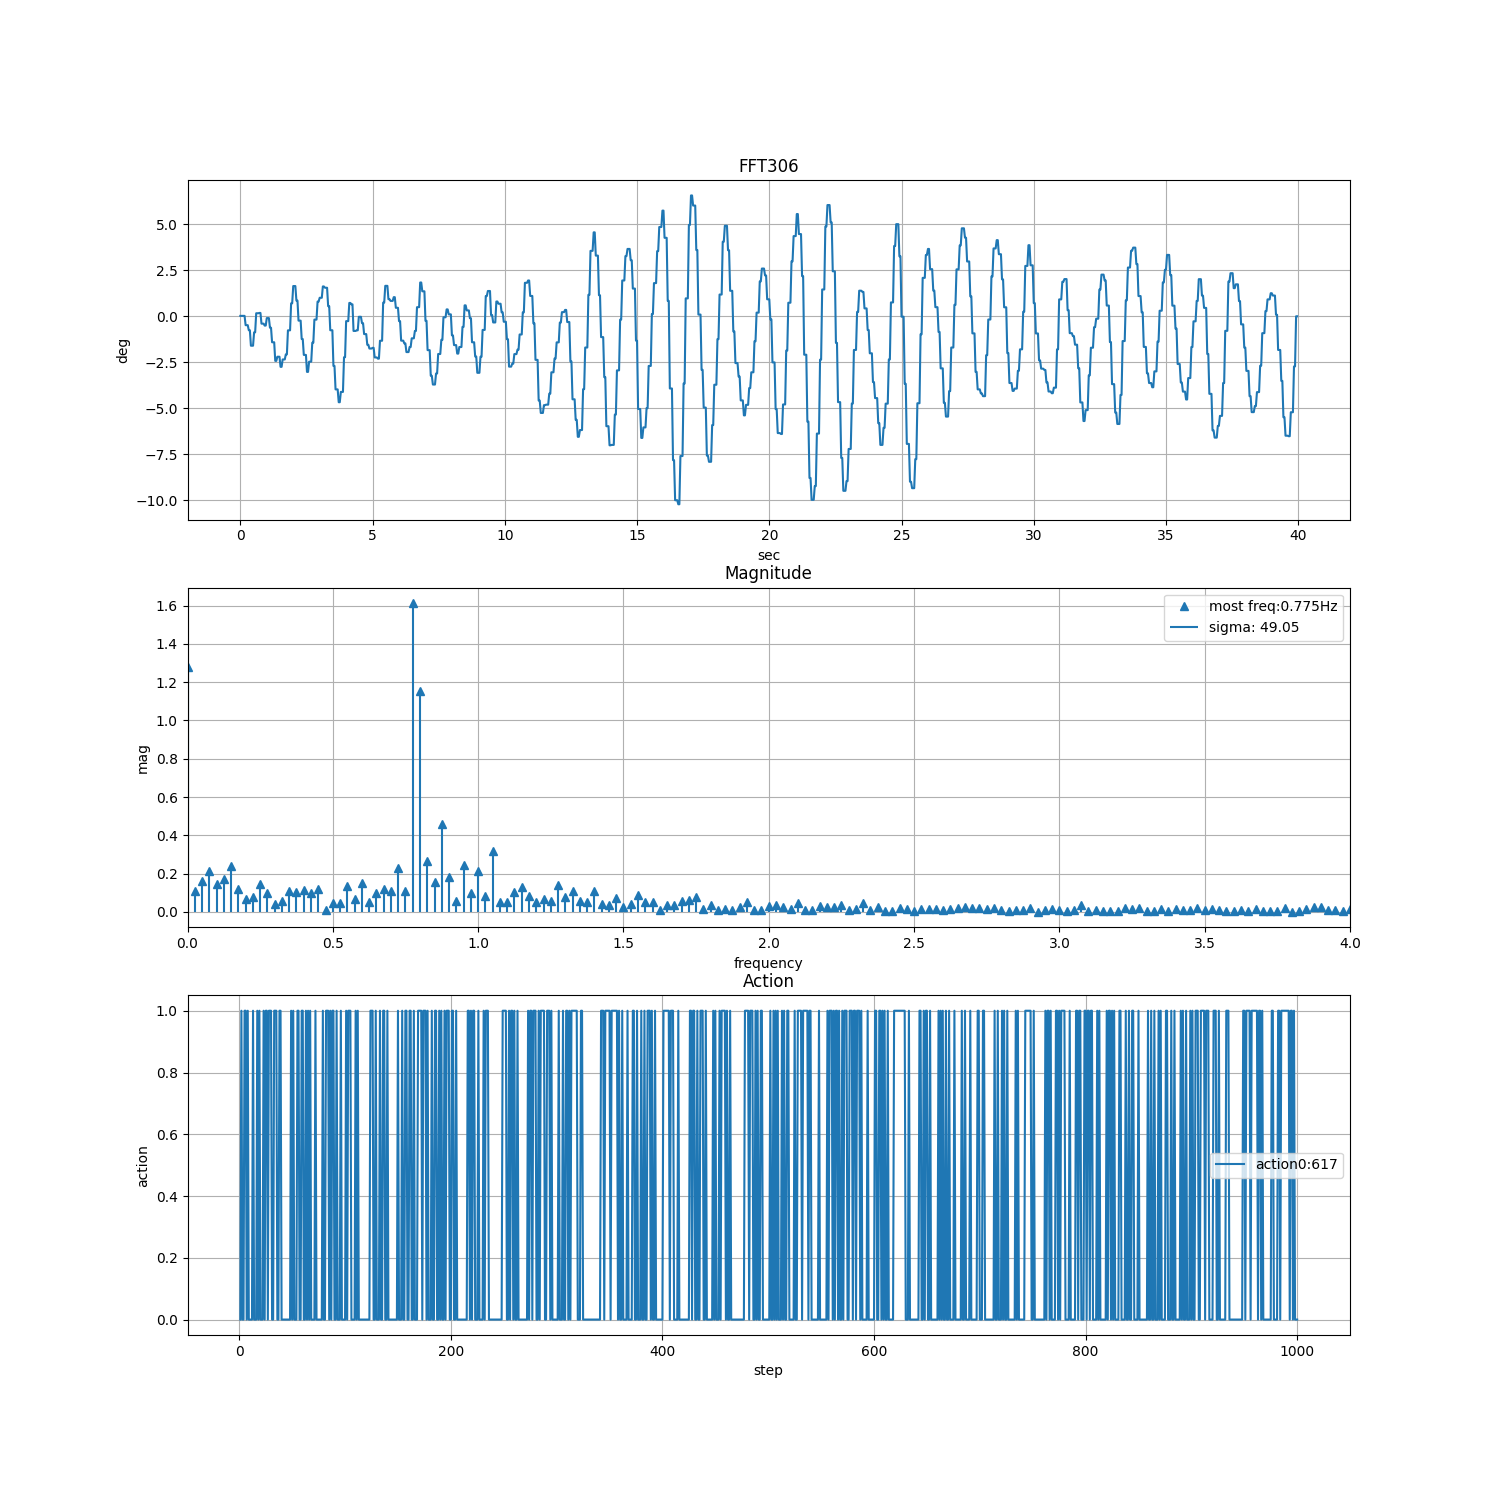 FFT306
5.0
2.5
0.0
−2.5
−5.0
−7.5
−10.0
deg
0 5 10 15 20 25 30 35 40
sec
Magnitude
most freq:0.775Hz
sigma: 49.05
1.6
1.4
1.2
1.0
0.8
0.6
0.4
0.2
0.0
mag
0.0 0.5 1.0 1.5 2.0 2.5 3.0 3.5 4.0
frequency
Action
1.0
0.8
0.6
0.4
0.2
0.0
action
action0:617
0 200 400 600 800 1000
step